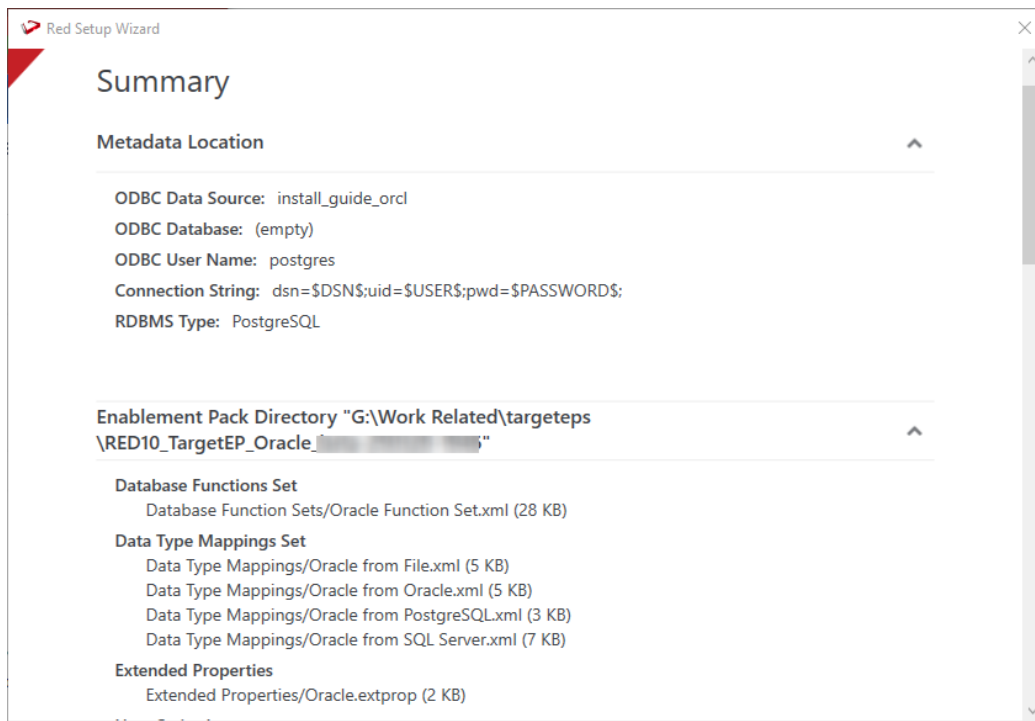 Red Setup Wizard
Summary
Metadata Location
ODBC Data Source: install_guide_orcl
ODBC Database: (empty)
ODBC User Name: postgres
Connection String: dsn=$DSN$;uid=$USER$;pwd=$PASSWORD$;
RDBMS Type: PostgreSQL
Enablement Pack Directory "G:\Work Related\targeteps
\RED10_TargetEP_Oracle_
Database Functions Set
Database Function Sets/Oracle Function Set.xml (28 KB)
Data Type Mappings Set
Data Type Mappings/Oracle from File.xml (5 KB)
Data Type Mappings/Oracle from Oracle.xml (5 KB)
Data Type Mappings/Oracle from PostgreSQL.xml (3 KB)
Data Type Mappings/Oracle from SQL Server.xml (7 KB)
Extended Properties
Extended Properties/Oracle.extprop (2 KB)